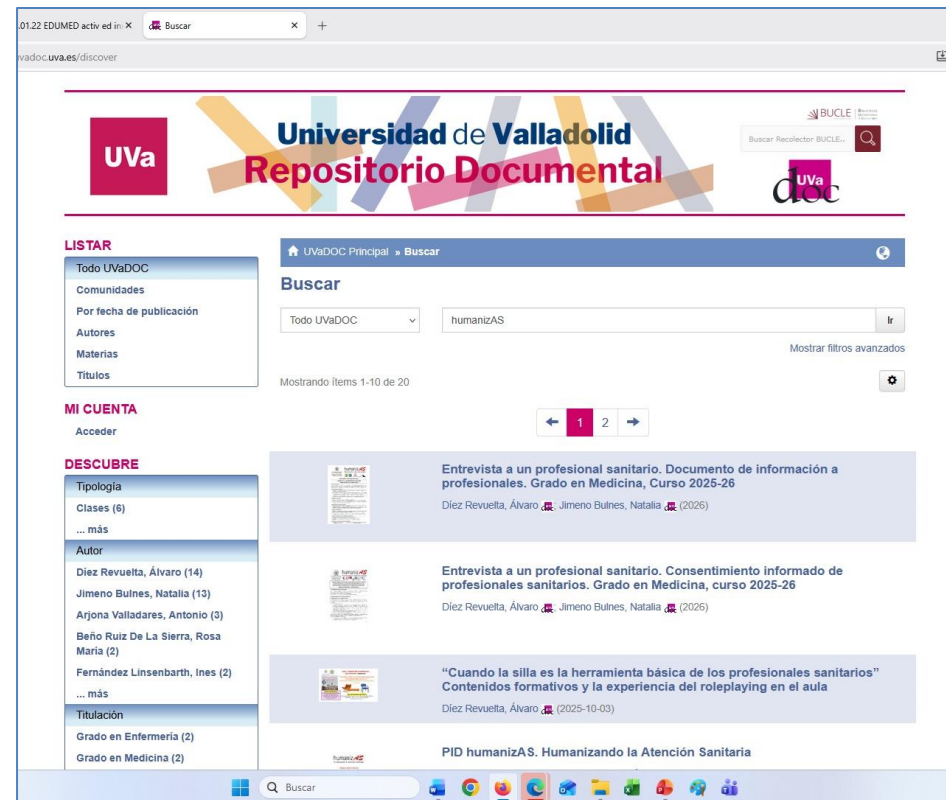 .01.22 EDUMED activ ed in
Buscar
vadoc.uva.es/discover
UVa
Universidad de Valladolid
Repositorio Documental
BUCLE
Buscar Recolector BUCLE...
UVa
doc
LISTAR
Todo UVaDOC
Comunidades
Por fecha de publicación
Autores
Materias
Títulos
MI CUENTA
Acceder
DESCUBRE
Tipología
Clases (6)
... más
Autor
Díez Revuelta, Álvaro (14)
Jimeno Bulnes, Natalia (13)
Arjona Valladares, Antonio (3)
Beño Ruiz De La Sierra, Rosa
María (2)
Fernández Linsenbarth, Ines (2)
... más
Titulación
Grado en Enfermería (2)
Grado en Medicina (2)
UVaDOC Principal » Buscar
Buscar
Todo UVaDOC
humanizAS
Ir
Mostrar filtros avanzados
Mostrando ítems 1-10 de 20
1 2
Entrevista a un profesional sanitario. Documento de información a
profesionales. Grado en Medicina, Curso 2025-26
Díez Revuelta, Álvaro; Jimeno Bulnes, Natalia (2026)
humanizAS
Entrevista a un profesional sanitario. Consentimiento informado de
profesionales sanitarios. Grado en Medicina, curso 2025-26
Díez Revuelta, Álvaro; Jimeno Bulnes, Natalia (2026)
“Cuando la silla es la herramienta básica de los profesionales sanitarios”
Contenidos formativos y la experiencia del roleplaying en el aula
Díez Revuelta, Álvaro (2025-10-03)
humanizAS
PID humanizAS. Humanizando la Atención Sanitaria
Buscar